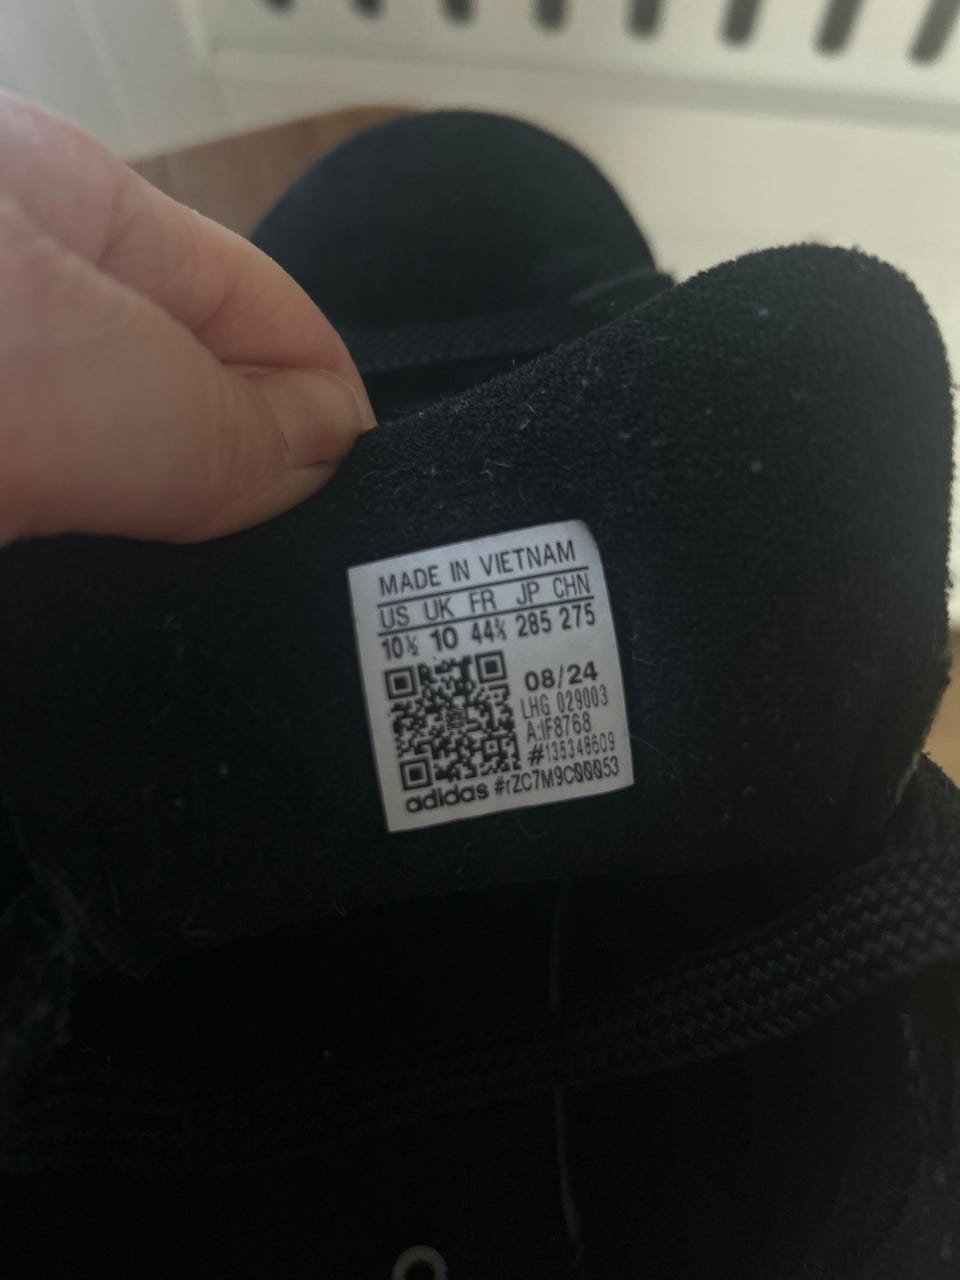 MADE IN VIETNAM
US UK FR JP CHN
10½ 10 44⅔ 285 275
08/24
LHG 029003
A:IF8768
#135348609
adidas #rZC7M9C00053